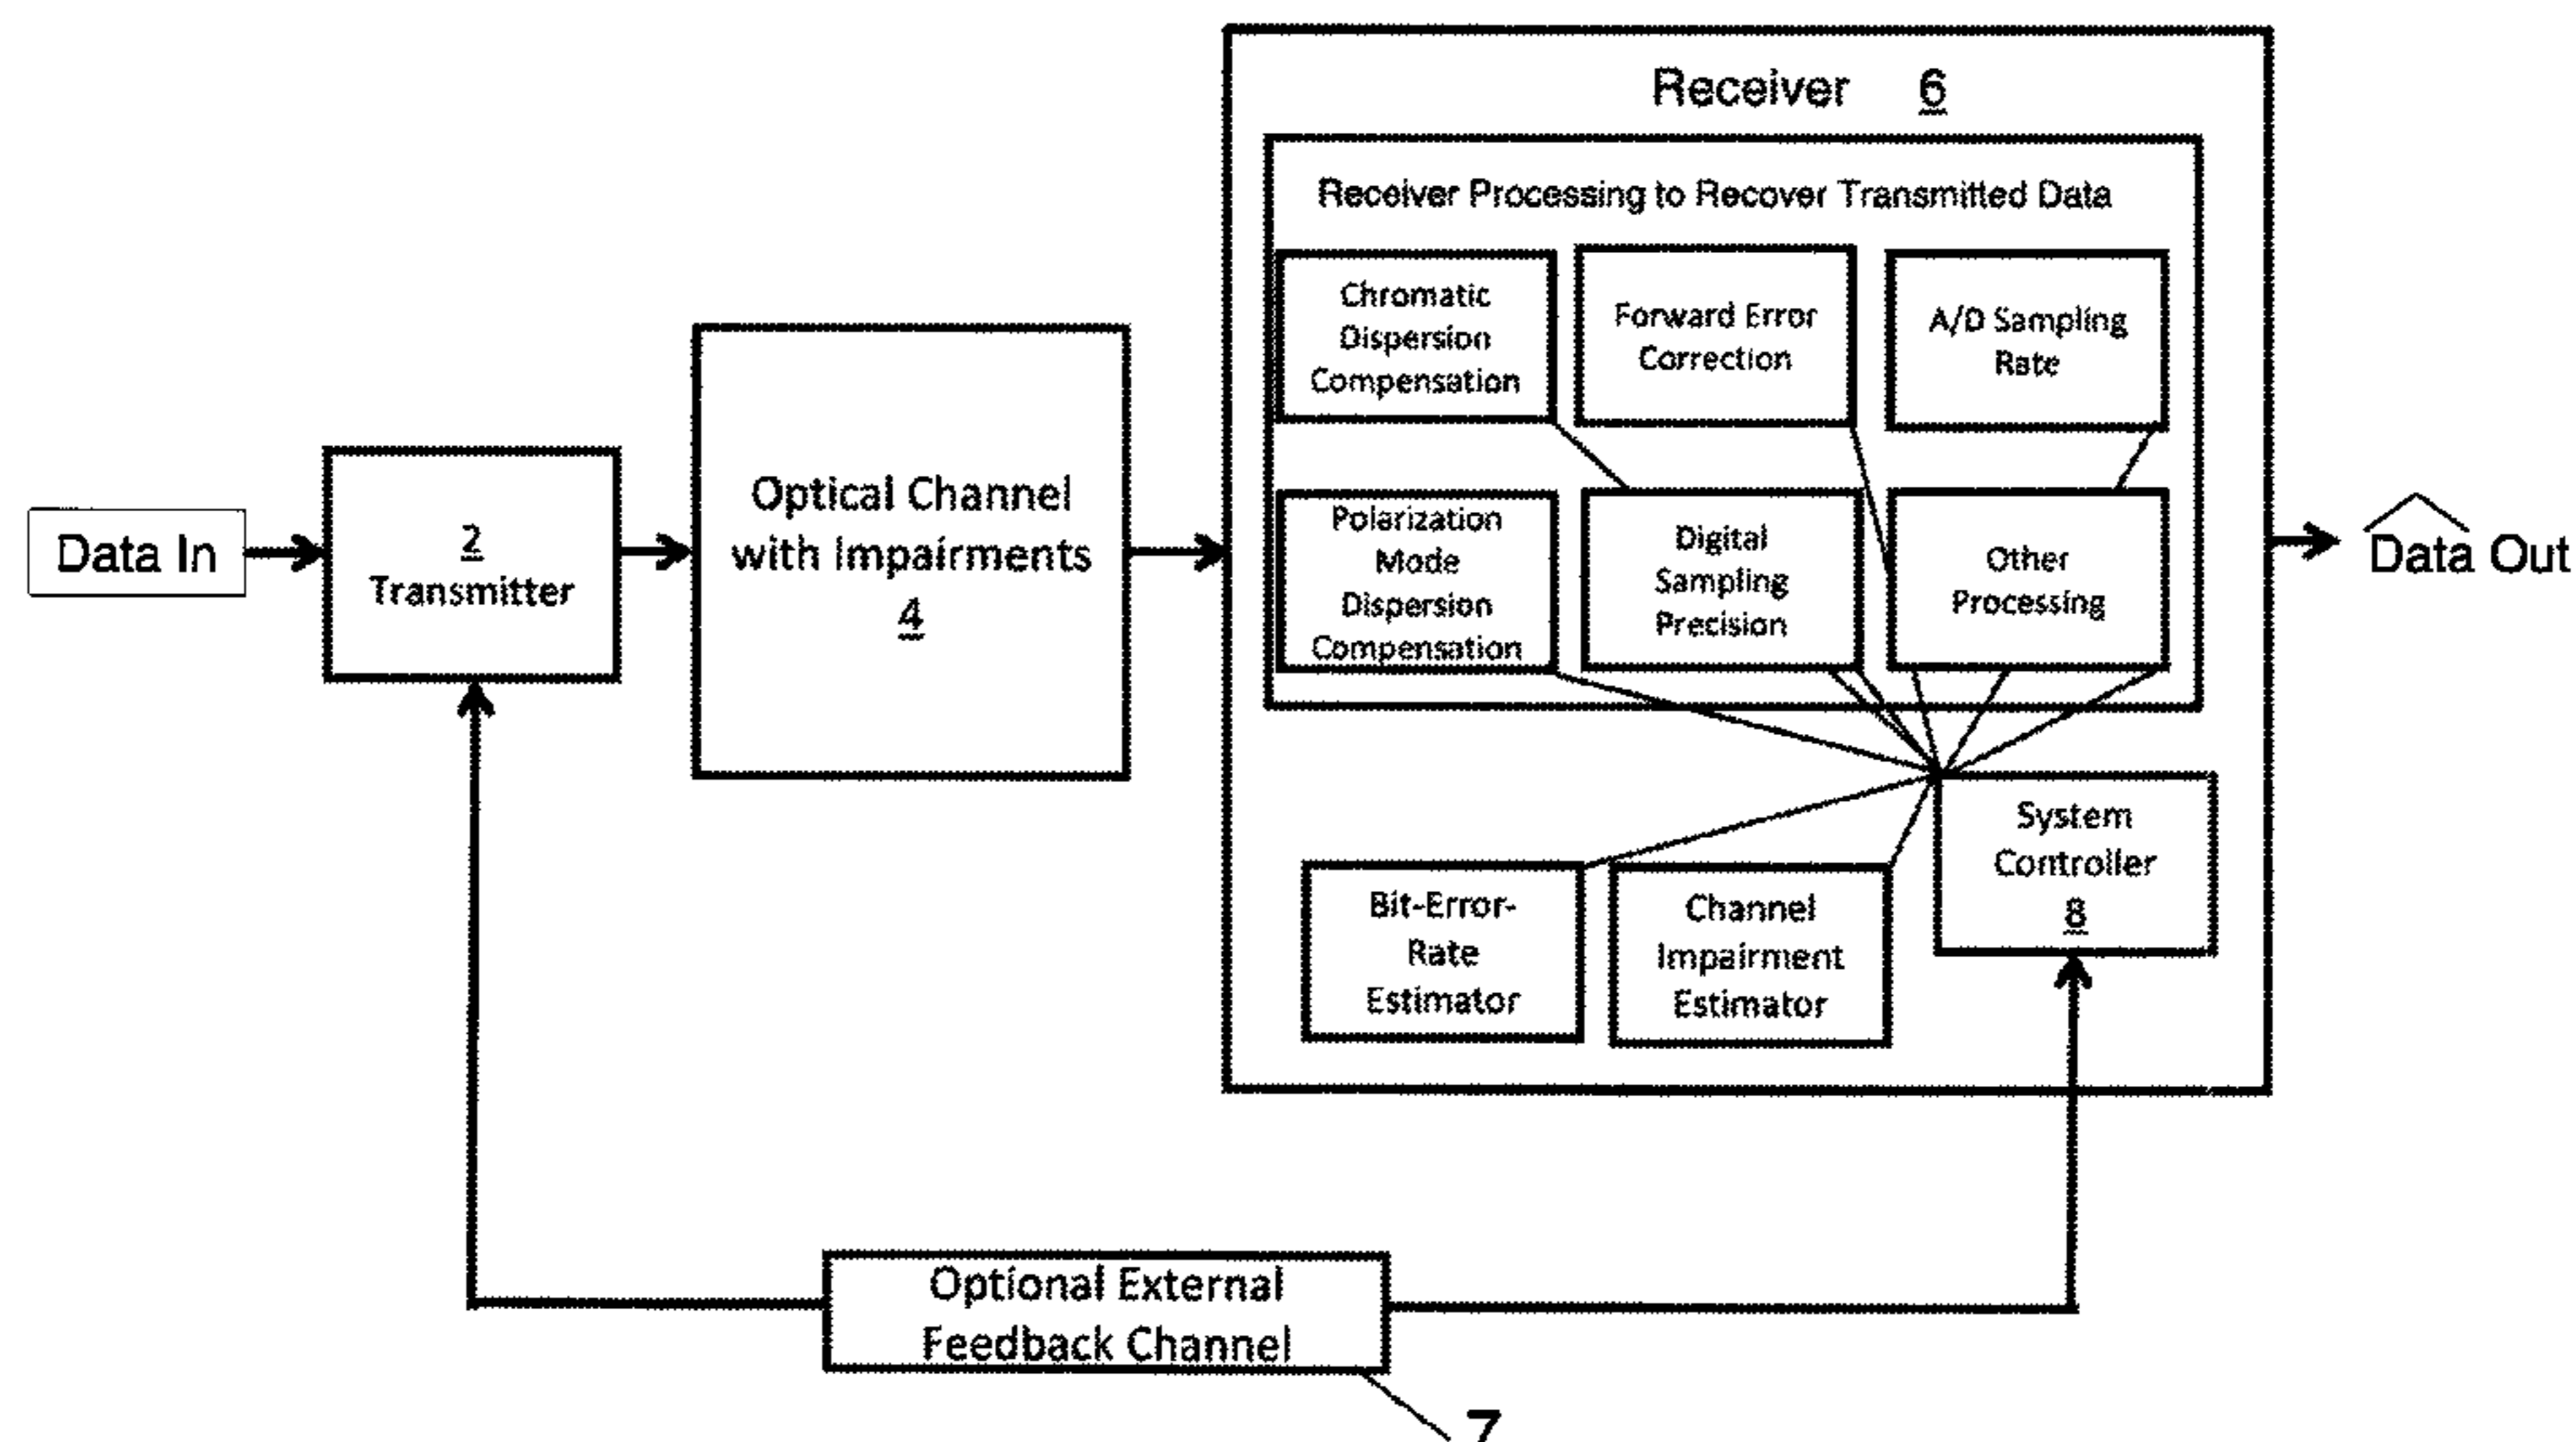 Receiver 6
Receiver Processing to Recover Transmitted Data
Chromatic
Dispersion
Compensation
Forward Error
Correction
A/D Sampling
Rate
Polarization
Mode
Dispersion
Compensation
Digital
Sampling
Precision
Other
Processing
Data In
2
Transmitter
Optical Channel
with Impairments
4
Data Out
System
Controller
8
Bit-Error-
Rate
Estimator
Channel
Impairment
Estimator
Optional External
Feedback Channel
7